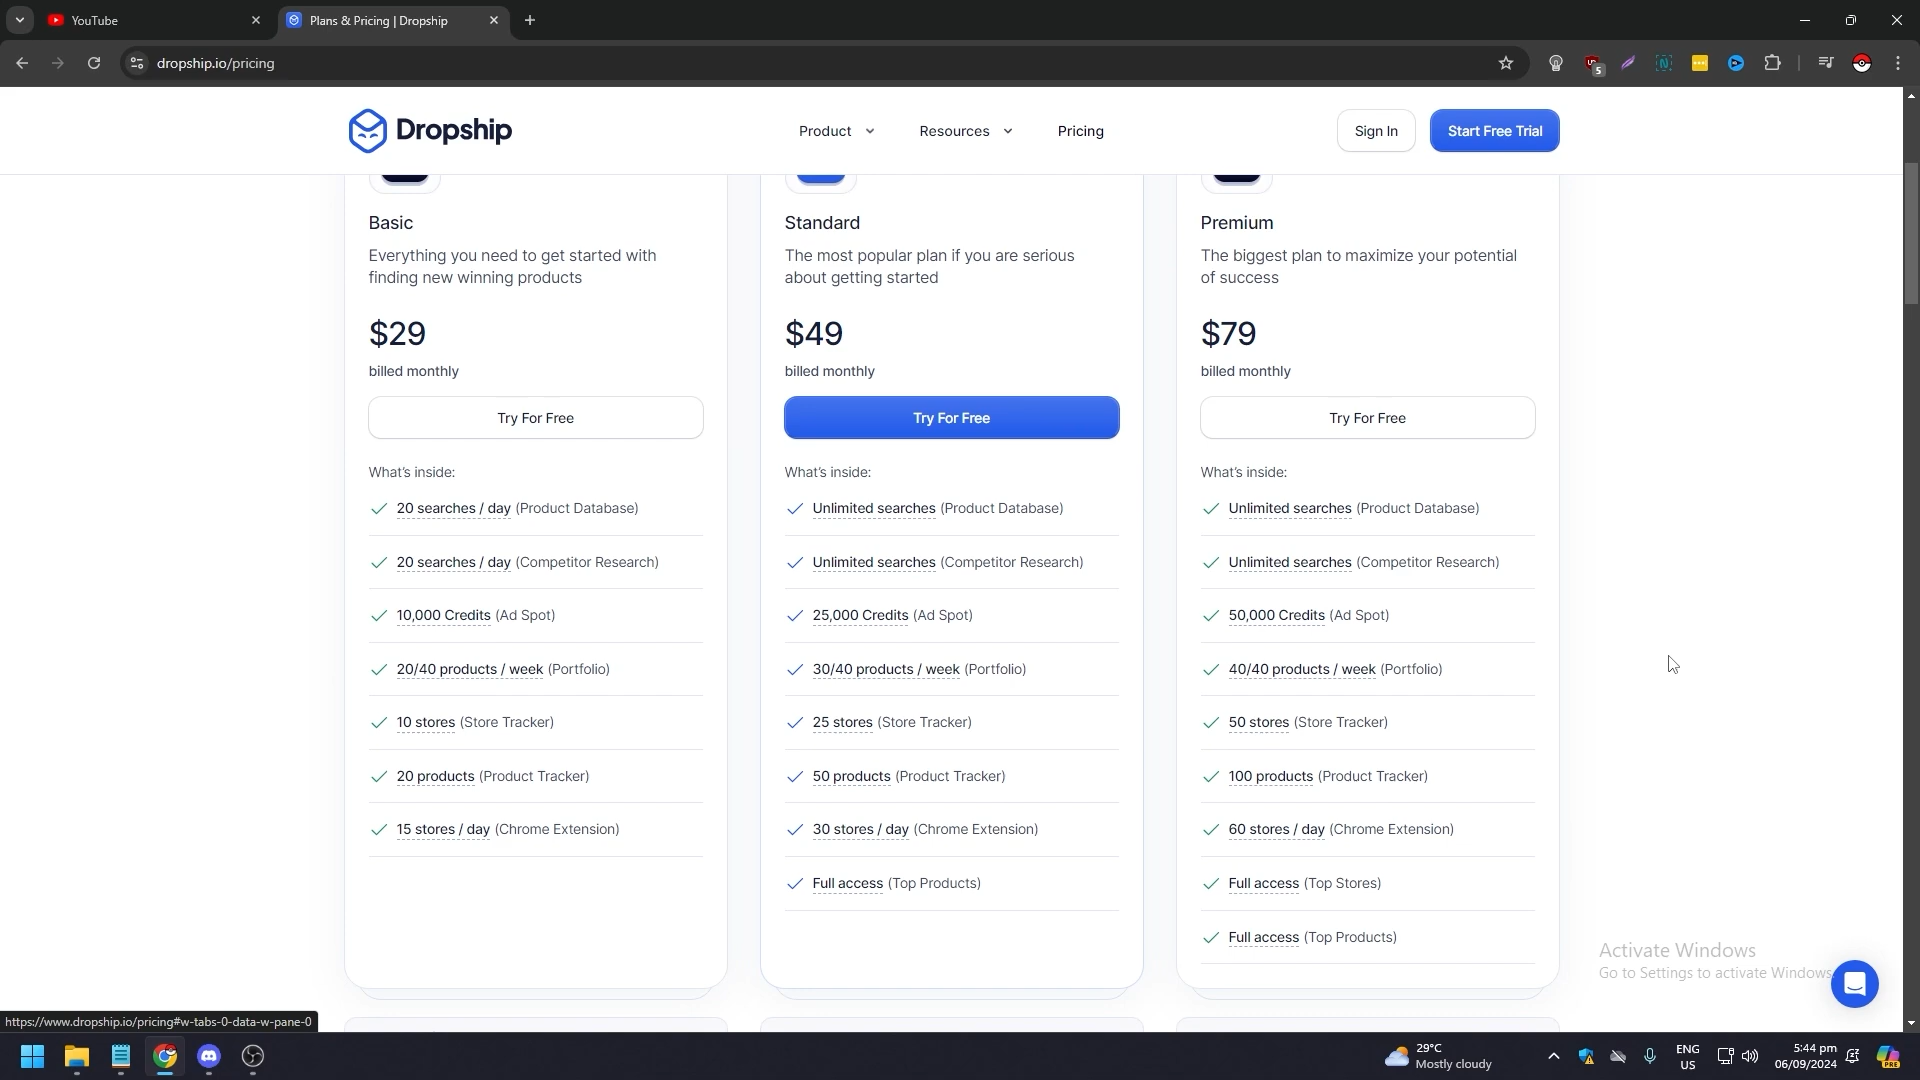 YouTube
Plans & Pricing | Dropship
dropship.io/pricing
5
Dropship
Product
Resources
Pricing
Sign In
Start Free Trial
Basic
Everything you need to get started with
finding new winning products
$29
billed monthly
Try For Free
What's inside:
20 searches / day (Product Database)
20 searches / day (Competitor Research)
10,000 Credits (Ad Spot)
20/40 products / week (Portfolio)
10 stores (Store Tracker)
20 products (Product Tracker)
15 stores / day (Chrome Extension)
Standard
The most popular plan if you are serious
about getting started
$49
billed monthly
Try For Free
What's inside:
Unlimited searches (Product Database)
Unlimited searches (Competitor Research)
25,000 Credits (Ad Spot)
30/40 products / week (Portfolio)
25 stores (Store Tracker)
50 products (Product Tracker)
30 stores / day (Chrome Extension)
Full access (Top Products)
Premium
The biggest plan to maximize your potential
of success
$79
billed monthly
Try For Free
What's inside:
Unlimited searches (Product Database)
Unlimited searches (Competitor Research)
50,000 Credits (Ad Spot)
40/40 products / week (Portfolio)
50 stores (Store Tracker)
100 products (Product Tracker)
60 stores / day (Chrome Extension)
Full access (Top Stores)
Full access (Top Products)
Activate Windows
Go to Settings to activate Windows.
https://www.dropship.io/pricing#w-tabs-0-data-w-pane-0
29°C
Mostly cloudy
ENG
US
5:44 pm
06/09/2024
PRE